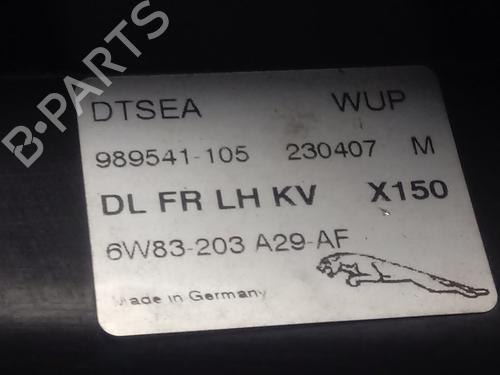 B-PARTS
DTSEA WUP
989541-105 230407 M
DL FR LH KV X150
6W83-203 A29-AF
Made in Germany